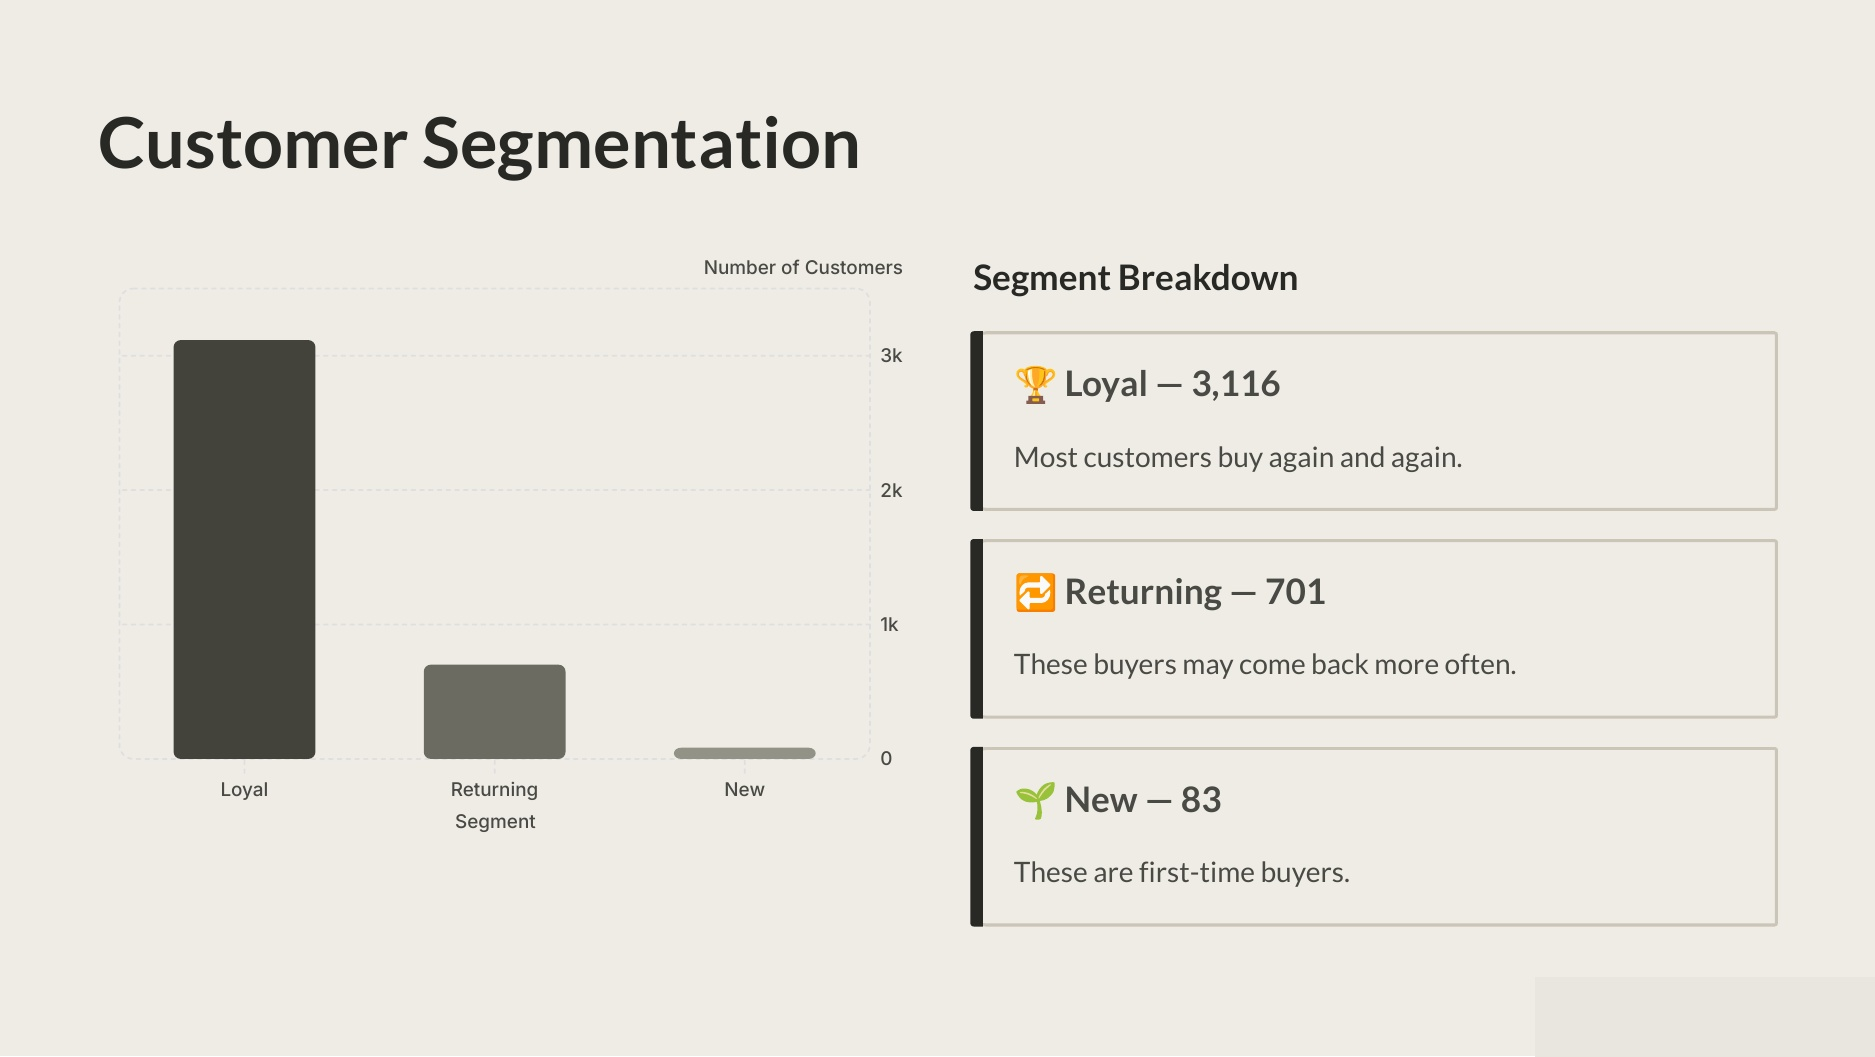 Customer Segmentation
Number of Customers
3k
2k
1k
0
Loyal
Returning
New
Segment
Segment Breakdown
🏆 Loyal — 3,116
Most customers buy again and again.
🔁 Returning — 701
These buyers may come back more often.
🌱 New — 83
These are first-time buyers.